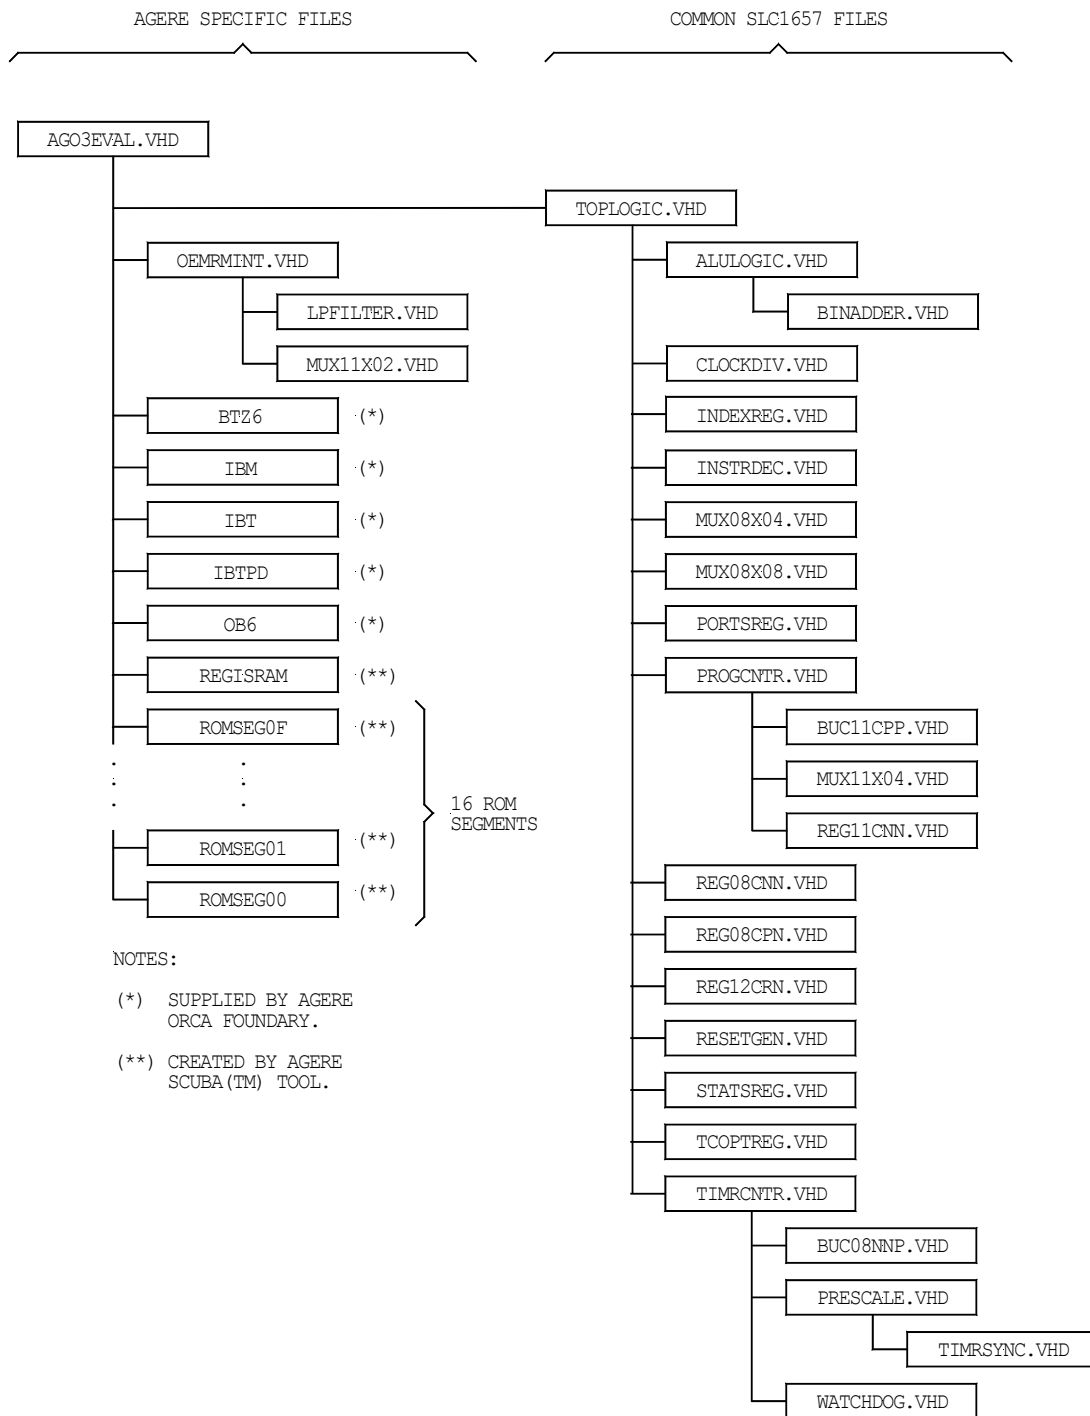 AGERE SPECIFIC FILES
COMMON SLC1657 FILES
AGO3EVAL.VHD
TOPLOGIC.VHD
OEMRMINT.VHD
LPFILTER.VHD
MUX11X02.VHD
BTZ6 (*)
IBM (*)
IBT (*)
IBTPD (*)
OB6 (*)
REGISRAM (**)
ROMSEG0F (**)
ROMSEG01 (**)
ROMSEG00 (**)
16 ROM
SEGMENTS
NOTES:
(*) SUPPLIED BY AGERE
ORCA FOUNDARY.
(**) CREATED BY AGERE
SCUBA(TM) TOOL.
ALULOGIC.VHD
BINADDER.VHD
CLOCKDIV.VHD
INDEXREG.VHD
INSTRDEC.VHD
MUX08X04.VHD
MUX08X08.VHD
PORTSREG.VHD
PROGCNTR.VHD
BUC11CPP.VHD
MUX11X04.VHD
REG11CNN.VHD
REG08CNN.VHD
REG08CPN.VHD
REG12CRN.VHD
RESETGEN.VHD
STATSREG.VHD
TCOPTREG.VHD
TIMRCNTR.VHD
BUC08NNP.VHD
PRESCALE.VHD
TIMRSYNC.VHD
WATCHDOG.VHD